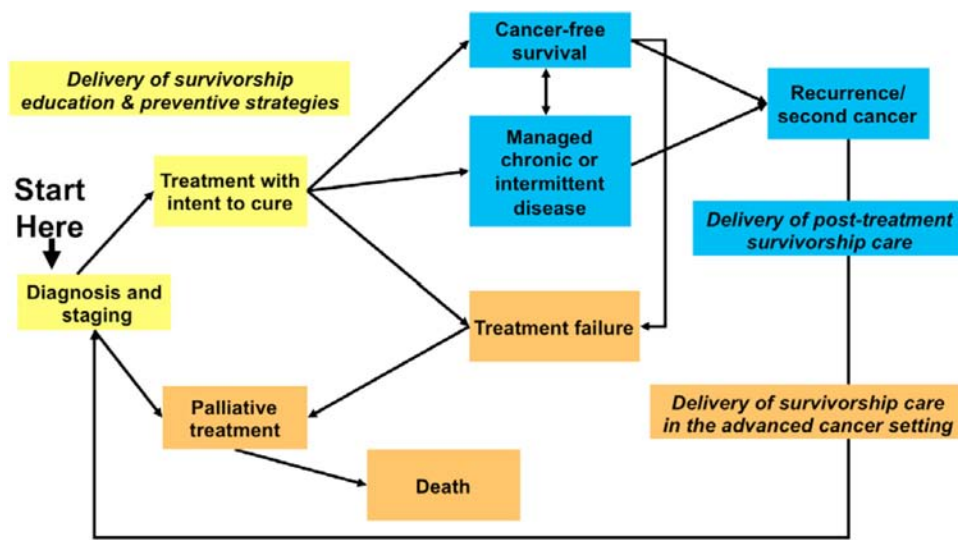 Delivery of survivorship
education & preventive strategies
Cancer-free
survival
Recurrence/
second cancer
Managed
chronic or
intermittent
disease
Treatment with
intent to cure
Start
Here
Delivery of post-treatment
survivorship care
Diagnosis and
staging
Treatment failure
Palliative
treatment
Delivery of survivorship care
in the advanced cancer setting
Death